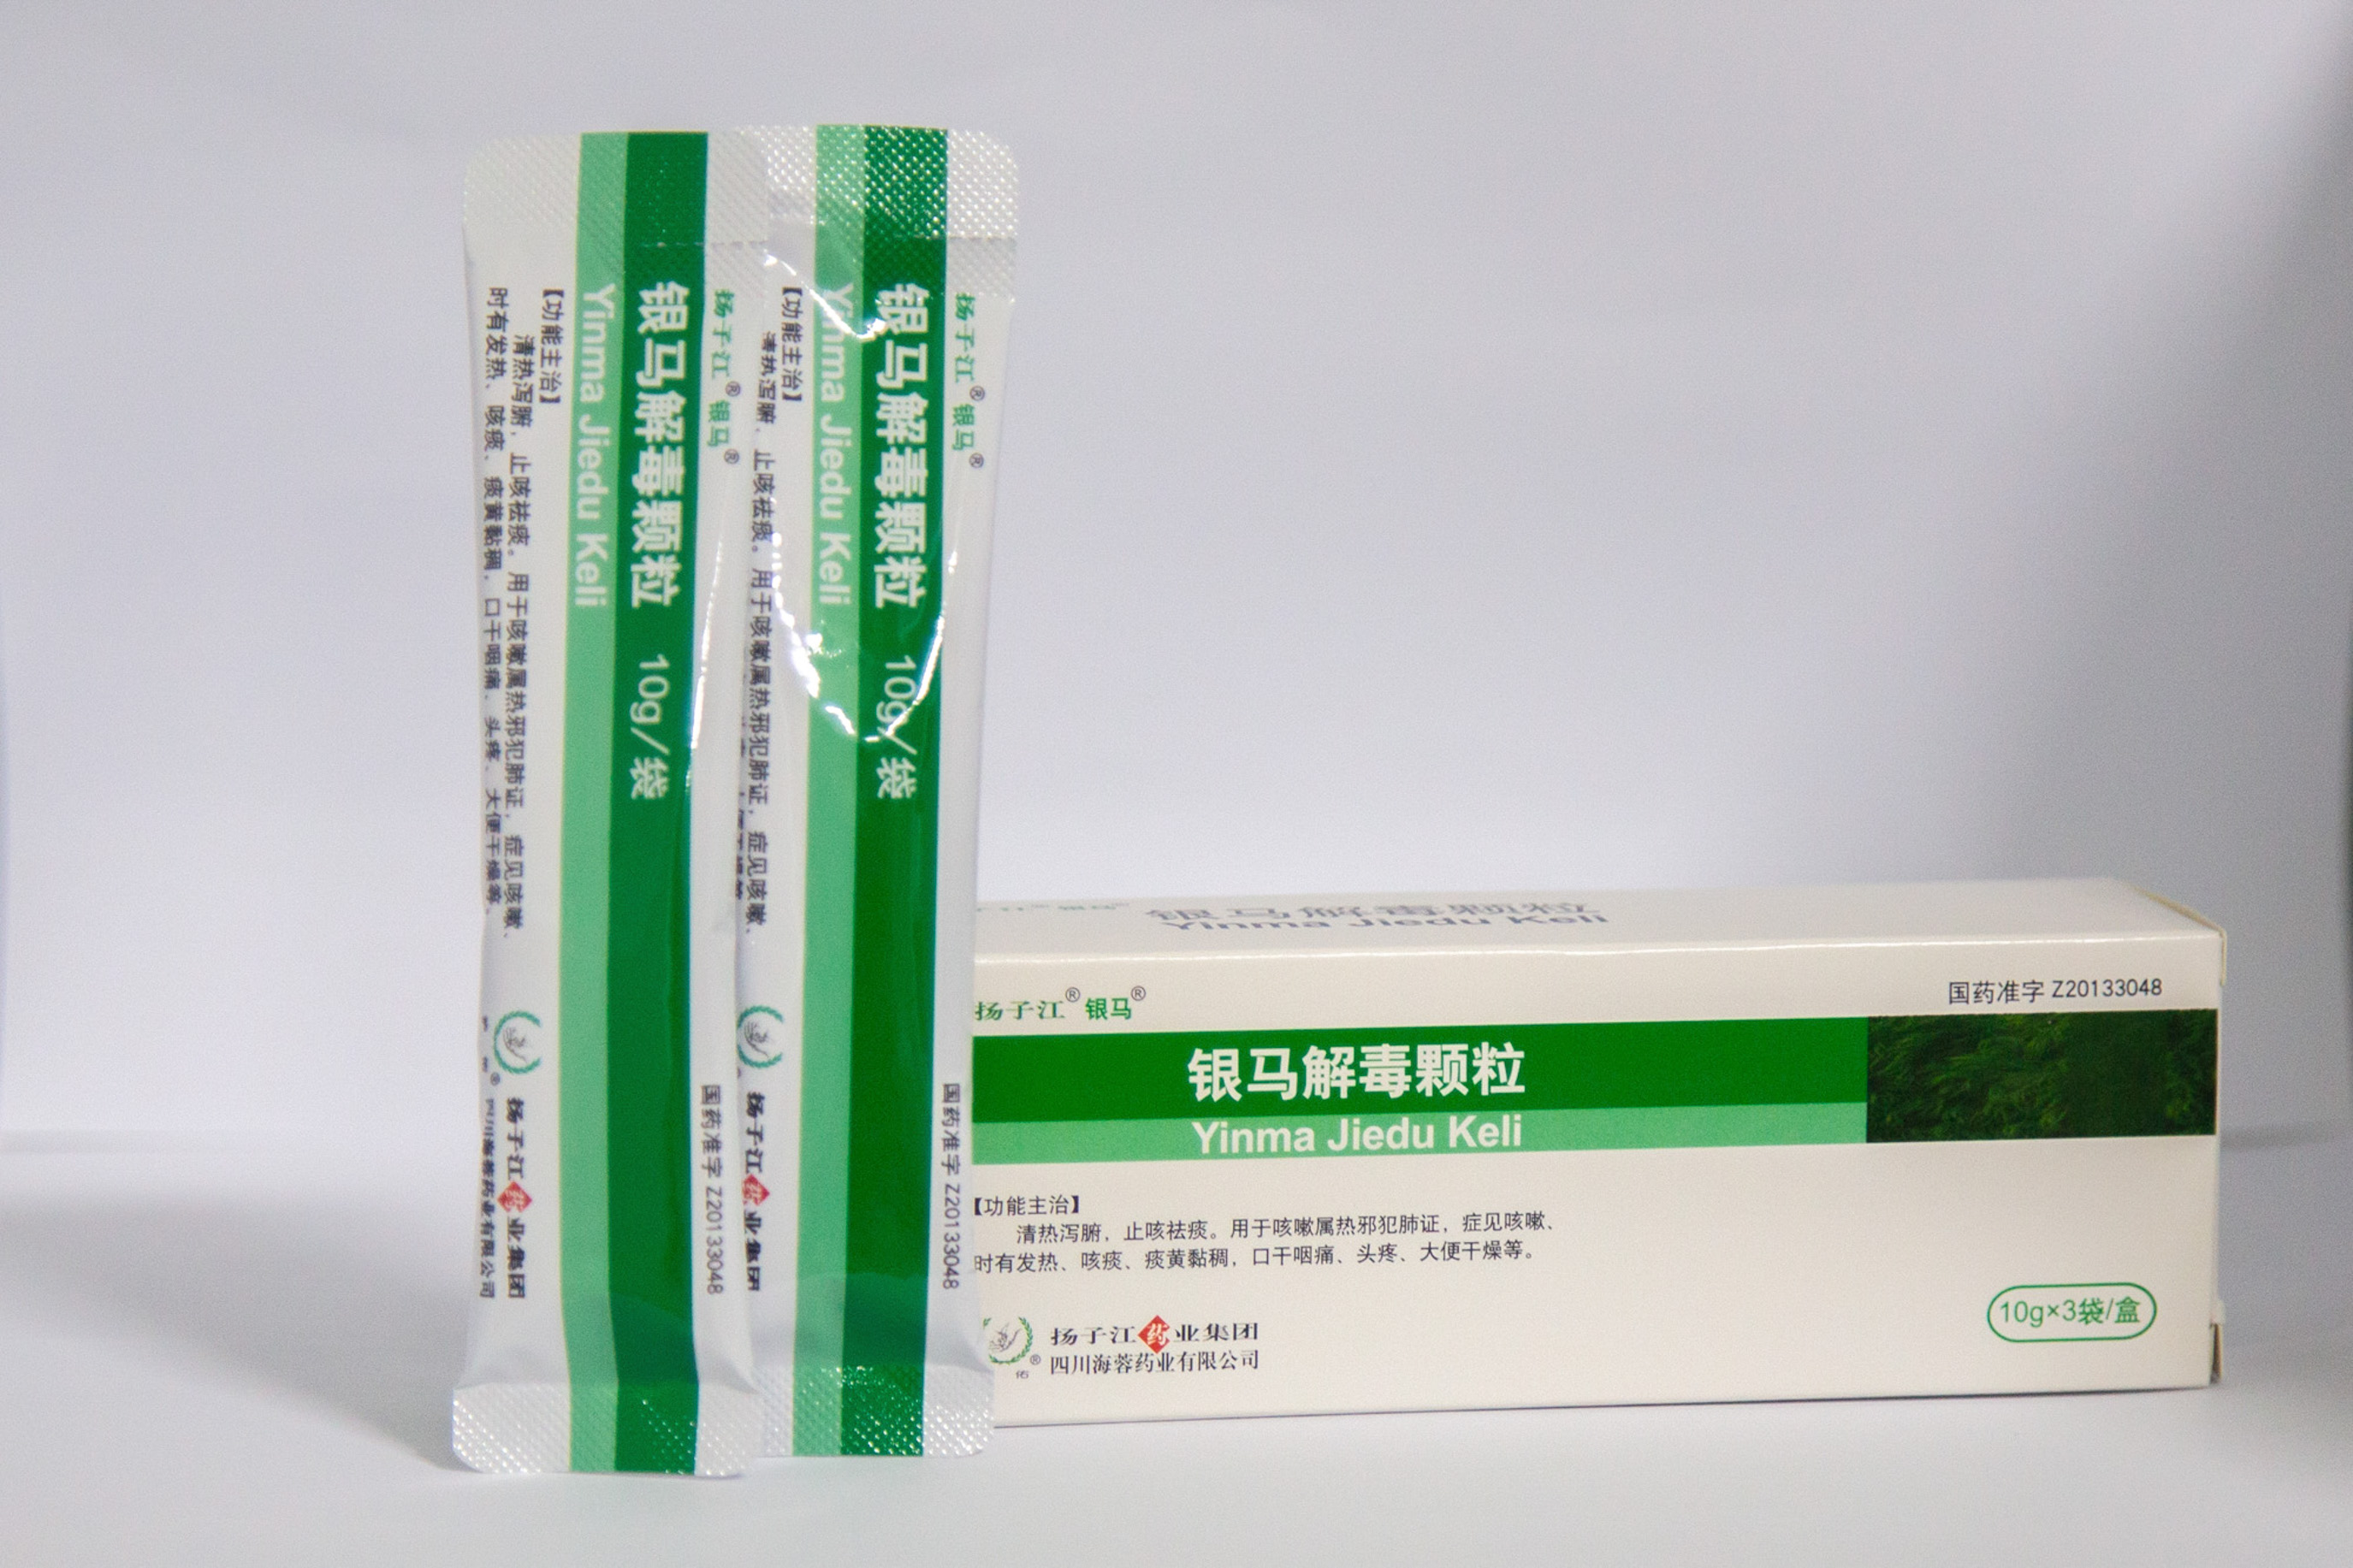 扬子江® 银马®
银马解毒颗粒 10g/袋
Yinma Jiedu Keli
【功能主治】
清热泻腑，止咳祛痰。用于咳嗽属热邪犯肺证，症见咳嗽、
时有发热、咳痰、痰黄黏稠，口干咽痛、头疼、大便干燥等。
扬子江药业集团
四川海蓉药业有限公司
国药准字 Z20133048
扬子江® 银马®
银马解毒颗粒 10g/袋
Yinma Jiedu Keli
【功能主治】
清热泻腑，止咳祛痰。用于咳嗽属热邪犯肺证，症见咳嗽、
扬子江药业集团
国药准字 Z20133048
银马解毒颗粒
Yinma Jiedu Keli
扬子江® 银马®
国药准字 Z20133048
银马解毒颗粒
Yinma Jiedu Keli
【功能主治】
清热泻腑，止咳祛痰。用于咳嗽属热邪犯肺证，症见咳嗽、
时有发热、咳痰、痰黄黏稠，口干咽痛、头疼、大便干燥等。
扬子江药业集团
四川海蓉药业有限公司
10g×3袋/盒